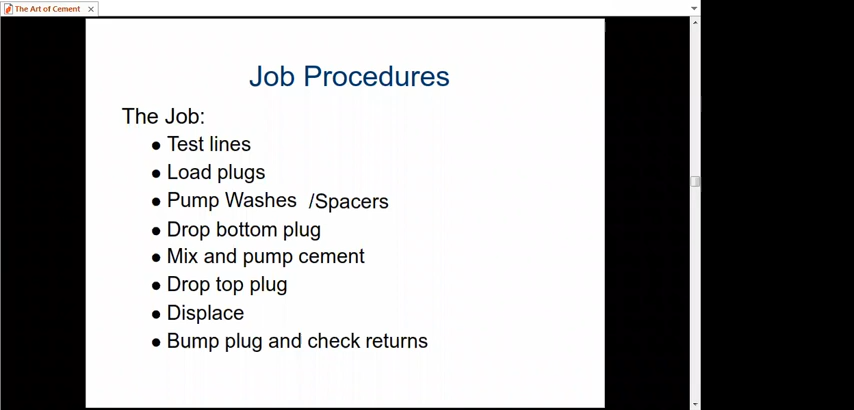 The Art of Cement
Job Procedures
The Job:
● Test lines
● Load plugs
● Pump Washes /Spacers
● Drop bottom plug
● Mix and pump cement
● Drop top plug
● Displace
● Bump plug and check returns